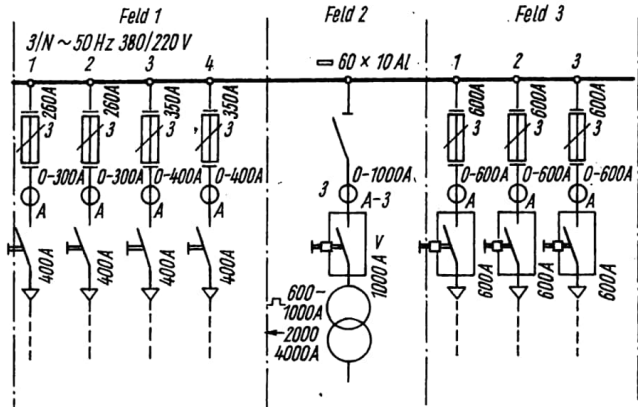 Feld 1 Feld 2 Feld 3
3/N ~ 50 Hz 380/220 V
1 2 3 4 ▭ 60 × 10 Al 1 2 3
260A 260A 350A 350A 600A 600A 600A
3 3 3 3 3 3 3
0-300A 0-300A 0-400A 0-400A 3 0-1000A 0-600A 0-600A 0-600A
A A-3 A
V
400A 400A 400A 400A 1000A 600A 600A 600A
600-
1000A
2000
4000A